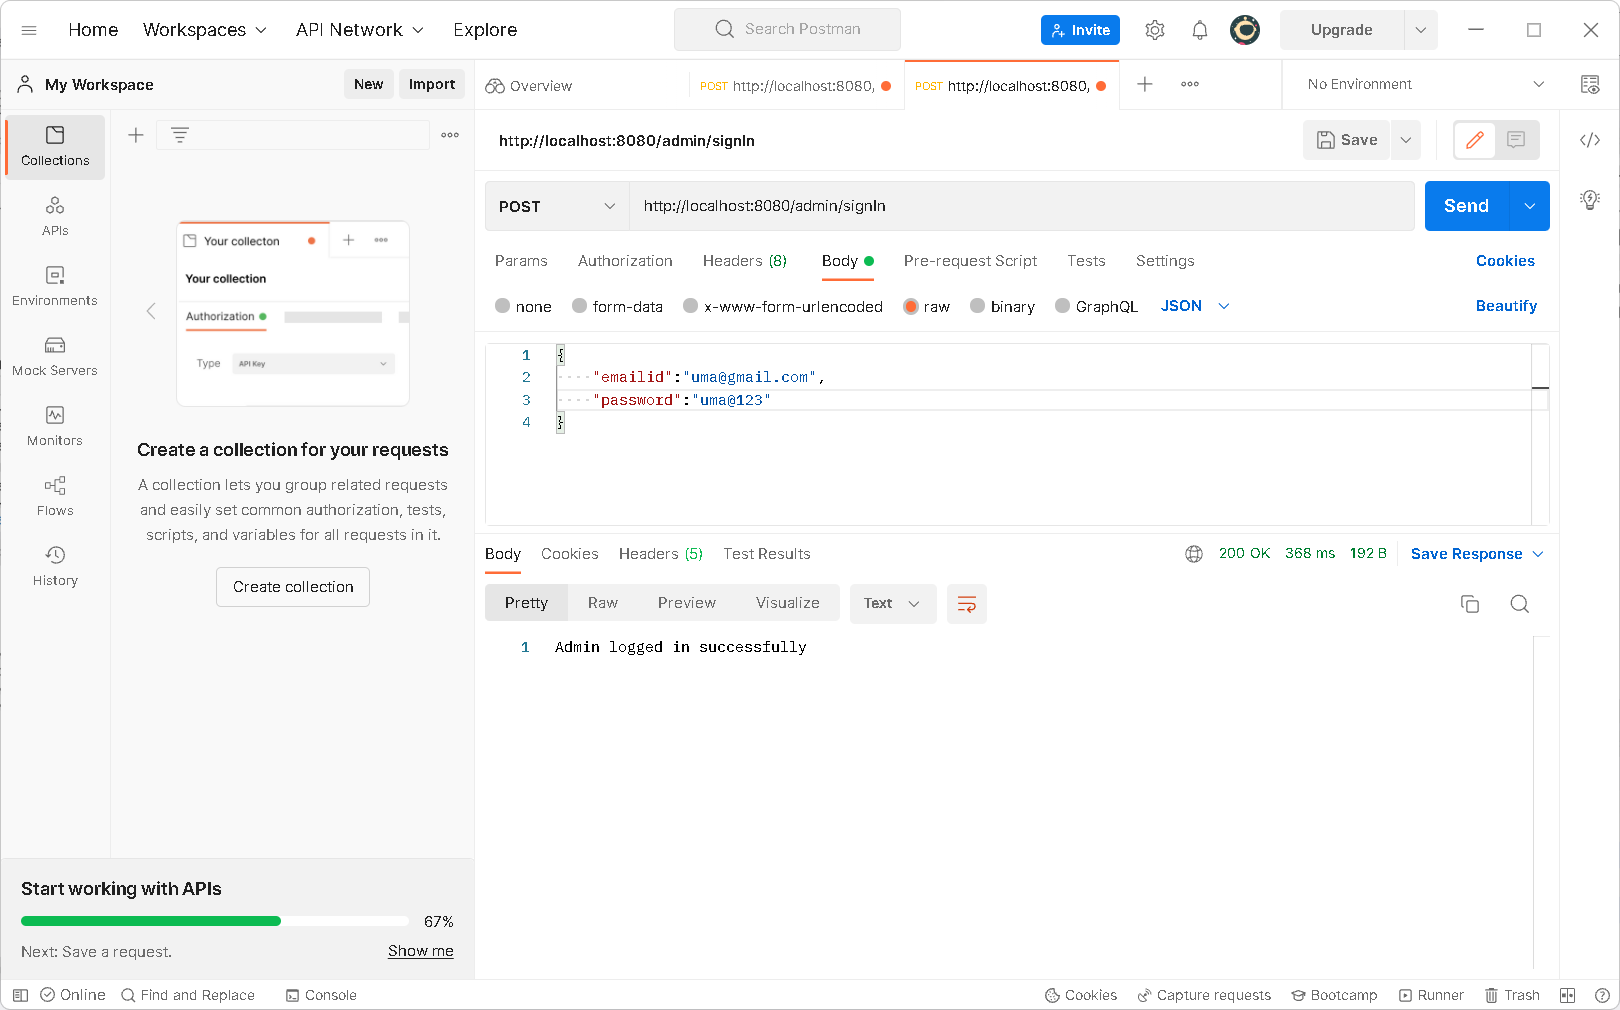 Home Workspaces API Network Explore Search Postman Invite Upgrade
My Workspace New Import Overview POST http://localhost:8080, POST http://localhost:8080, No Environment
Collections
APIs
Environments
Mock Servers
Monitors
Flows
History
Your collecton
Your collection
Authorization
Type API Key
Create a collection for your requests
A collection lets you group related requests
and easily set common authorization, tests,
scripts, and variables for all requests in it.
Create collection
Start working with APIs
67%
Next: Save a request. Show me
http://localhost:8080/admin/signIn Save
POST http://localhost:8080/admin/signIn Send
Params Authorization Headers (8) Body Pre-request Script Tests Settings Cookies
none form-data x-www-form-urlencoded raw binary GraphQL JSON Beautify
1 {
2 "emailid":"uma@gmail.com",
3 "password":"uma@123"
4 }
Body Cookies Headers (5) Test Results 200 OK 368 ms 192 B Save Response
Pretty Raw Preview Visualize Text
1 Admin logged in successfully
Online Find and Replace Console Cookies Capture requests Bootcamp Runner Trash